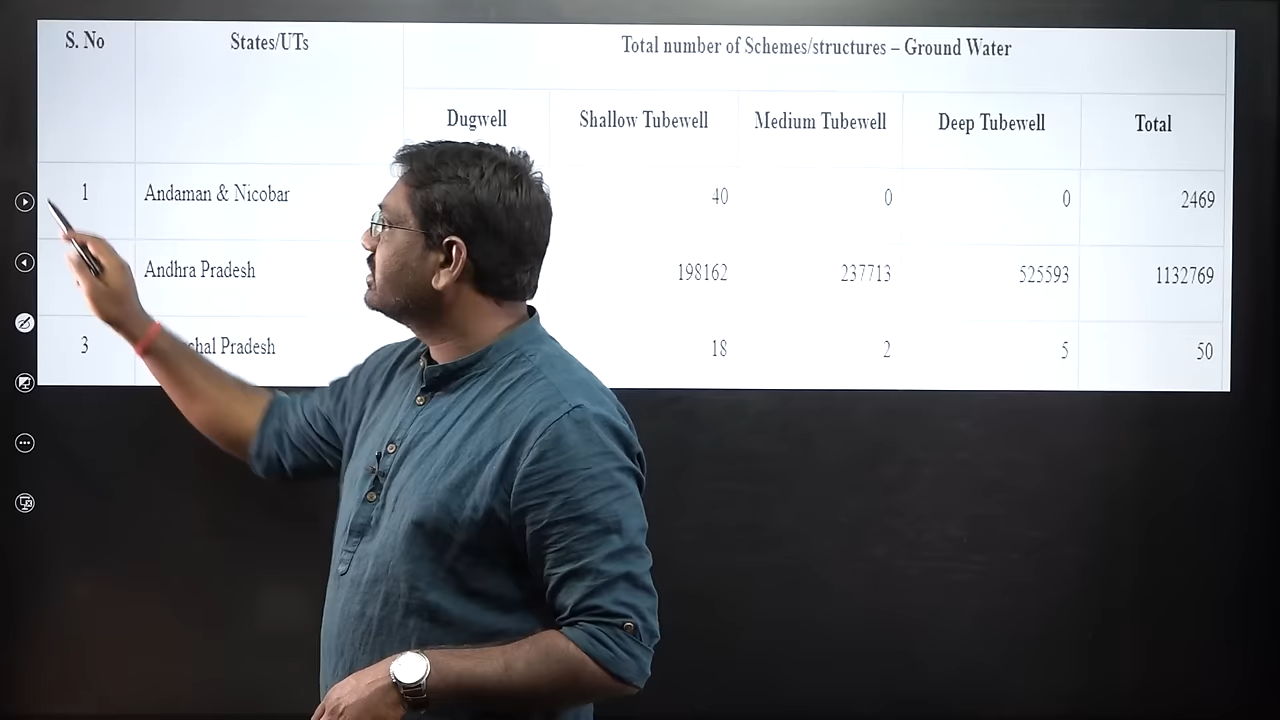 S. No States/UTs Total number of Schemes/structures – Ground Water
Dugwell Shallow Tubewell Medium Tubewell Deep Tubewell Total
1 Andaman & Nicobar 40 0 0 2469
Andhra Pradesh 198162 237713 525593 1132769
3 Pradesh 18 2 5 50